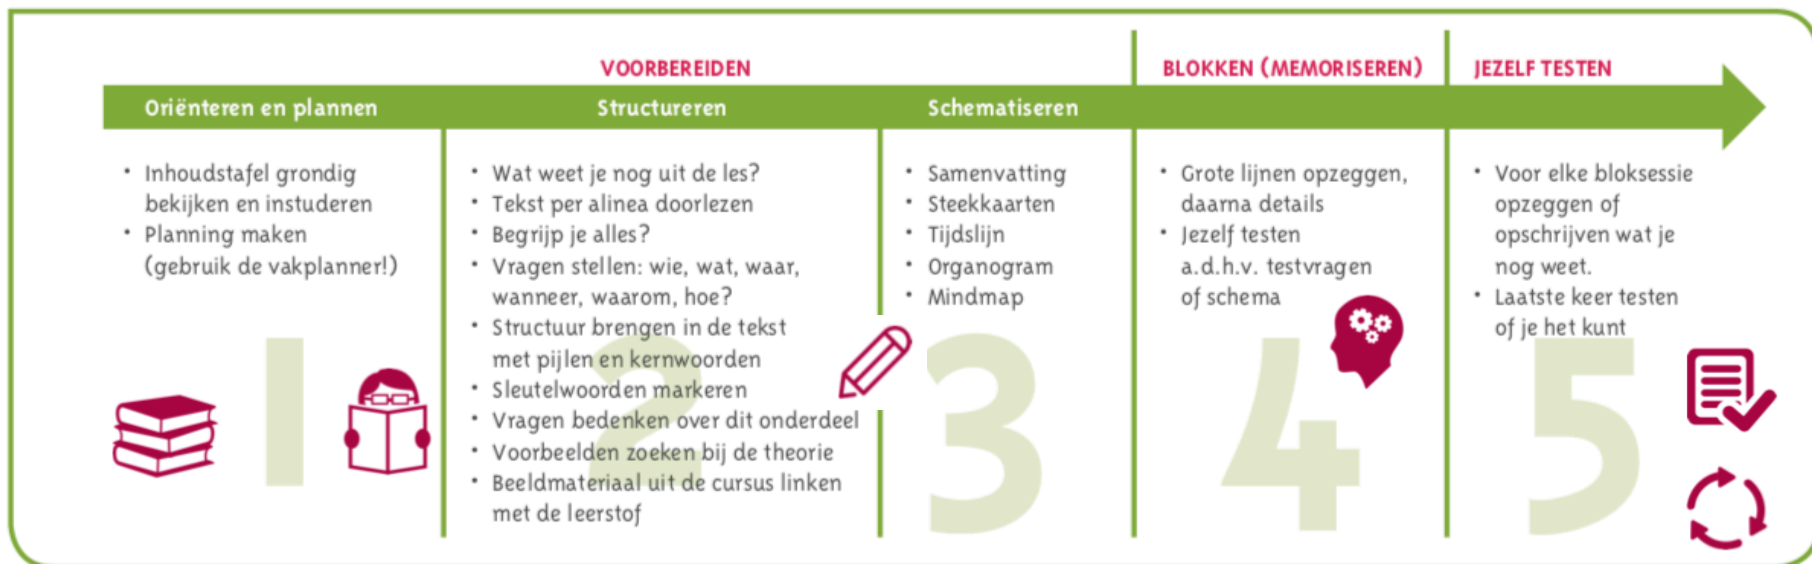 VOORBEREIDEN
BLOKKEN (MEMORISEREN)
JEZELF TESTEN
Oriënteren en plannen
Structureren
Schematiseren
• Inhoudstafel grondig
bekijken en instuderen
• Planning maken
(gebruik de vakplanner!)
1
• Wat weet je nog uit de les?
• Tekst per alinea doorlezen
• Begrijp je alles?
• Vragen stellen: wie, wat, waar,
wanneer, waarom, hoe?
• Structuur brengen in de tekst
met pijlen en kernwoorden
• Sleutelwoorden markeren
• Vragen bedenken over dit onderdeel
• Voorbeelden zoeken bij de theorie
• Beeldmateriaal uit de cursus linken
met de leerstof
2
• Samenvatting
• Steekkaarten
• Tijdslijn
• Organogram
• Mindmap
3
• Grote lijnen opzeggen,
daarna details
• Jezelf testen
a.d.h.v. testvragen
of schema
4
• Voor elke bloksessie
opzeggen of
opschrijven wat je
nog weet.
• Laatste keer testen
of je het kunt
5